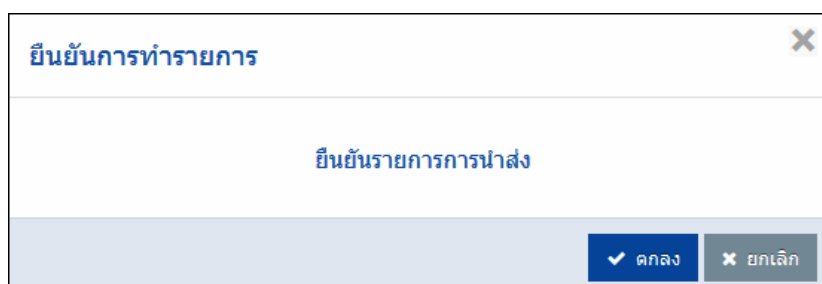 ยืนยันการทำรายการ
ยืนยันรายการการนำส่ง
ตกลง ยกเลิก